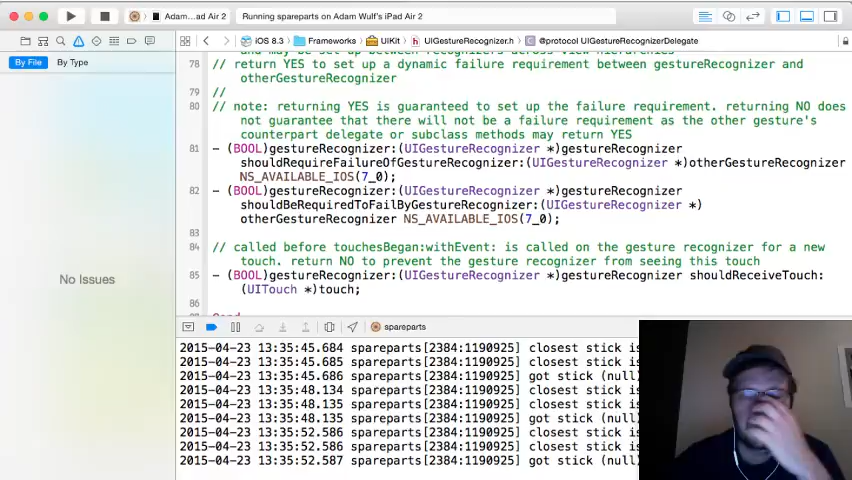 Adam...ad Air 2
Running spareparts on Adam Wulf's iPad Air 2
iOS 8.3 Frameworks UIKit UIGestureRecognizer.h @protocol UIGestureRecognizerDelegate
By File By Type
and may be set up between recognizers across view hierarchies
78 // return YES to set up a dynamic failure requirement between gestureRecognizer and
otherGestureRecognizer
79 //
80 // note: returning YES is guaranteed to set up the failure requirement. returning NO does
not guarantee that there will not be a failure requirement as the other gesture's
counterpart delegate or subclass methods may return YES
81 - (BOOL)gestureRecognizer:(UIGestureRecognizer *)gestureRecognizer
shouldRequireFailureOfGestureRecognizer:(UIGestureRecognizer *)otherGestureRecognizer
NS_AVAILABLE_IOS(7_0);
82 - (BOOL)gestureRecognizer:(UIGestureRecognizer *)gestureRecognizer
shouldBeRequiredToFailByGestureRecognizer:(UIGestureRecognizer *)
otherGestureRecognizer NS_AVAILABLE_IOS(7_0);
83
84 // called before touchesBegan:withEvent: is called on the gesture recognizer for a new
touch. return NO to prevent the gesture recognizer from seeing this touch
85 - (BOOL)gestureRecognizer:(UIGestureRecognizer *)gestureRecognizer shouldReceiveTouch:
(UITouch *)touch;
86
No Issues
spareparts
2015-04-23 13:35:45.684 spareparts[2384:1190925] closest stick is
2015-04-23 13:35:45.685 spareparts[2384:1190925] closest stick is
2015-04-23 13:35:45.686 spareparts[2384:1190925] got stick (null)
2015-04-23 13:35:48.134 spareparts[2384:1190925] closest stick is
2015-04-23 13:35:48.135 spareparts[2384:1190925] closest stick is
2015-04-23 13:35:48.135 spareparts[2384:1190925] got stick (null)
2015-04-23 13:35:52.586 spareparts[2384:1190925] closest stick is
2015-04-23 13:35:52.586 spareparts[2384:1190925] closest stick is
2015-04-23 13:35:52.587 spareparts[2384:1190925] got stick (null)